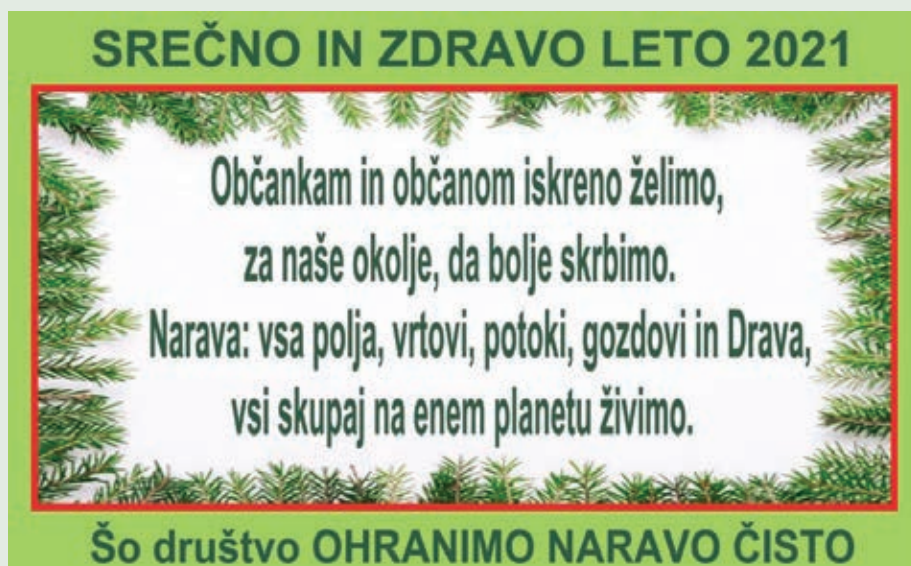 SREČNO IN ZDRAVO LETO 2021
Občankam in občanom iskreno želimo,
za naše okolje, da bolje skrbimo.
Narava: vsa polja, vrtovi, potoki, gozdovi in Drava,
vsi skupaj na enem planetu živimo.
Šo društvo OHRANIMO NARAVO ČISTO